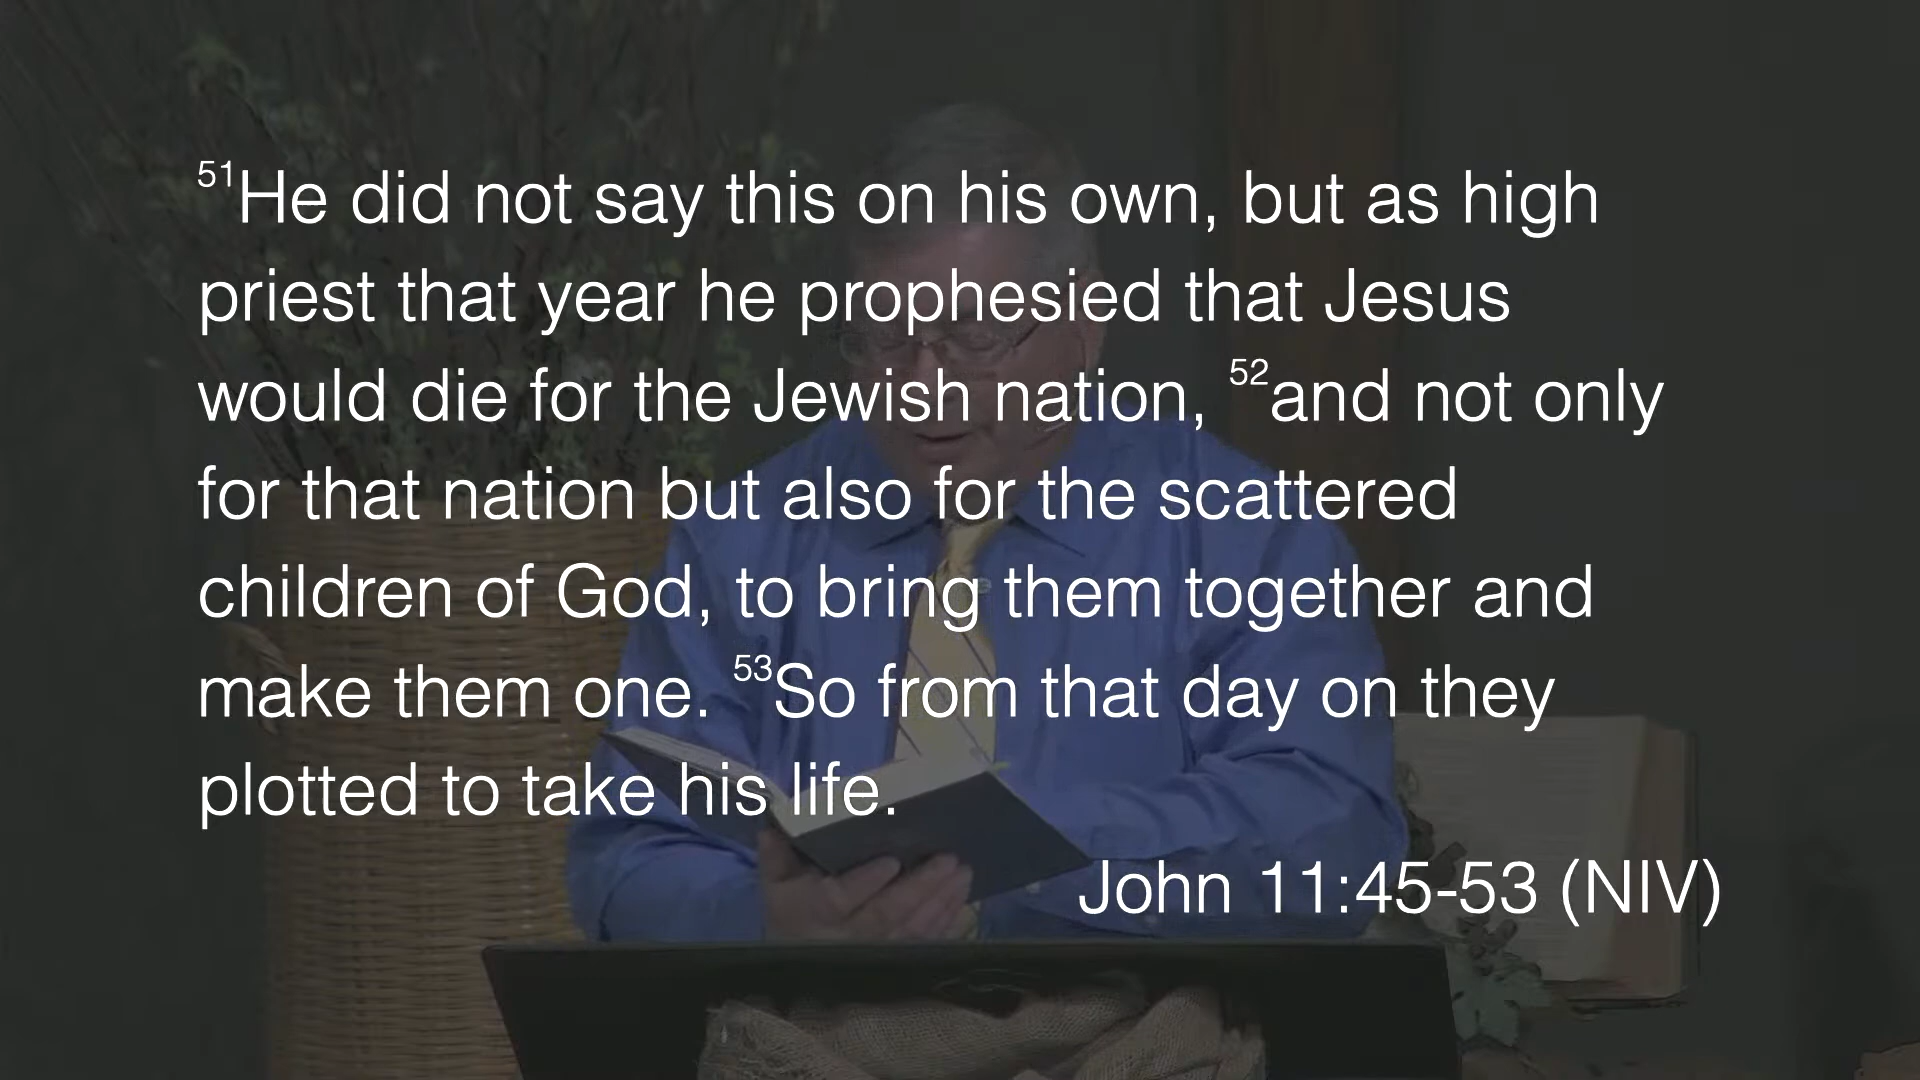 51He did not say this on his own, but as high
priest that year he prophesied that Jesus
would die for the Jewish nation, 52and not only
for that nation but also for the scattered
children of God, to bring them together and
make them one. 53So from that day on they
plotted to take his life.
John 11:45-53 (NIV)